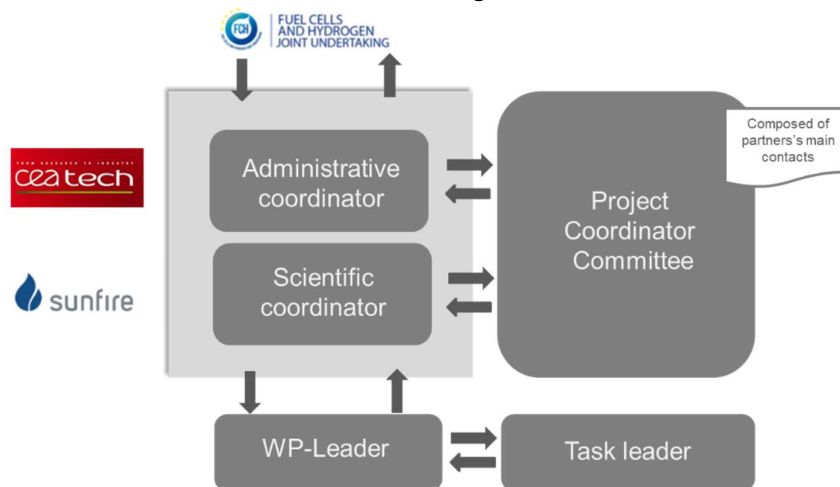 FCH
FUEL CELLS
AND HYDROGEN
JOINT UNDERTAKING
FROM RESEARCH TO INDUSTRY
ceatech
sunfire
Administrative
coordinator
Scientific
coordinator
Project
Coordinator
Committee
Composed of
partners's main
contacts
WP-Leader
Task leader